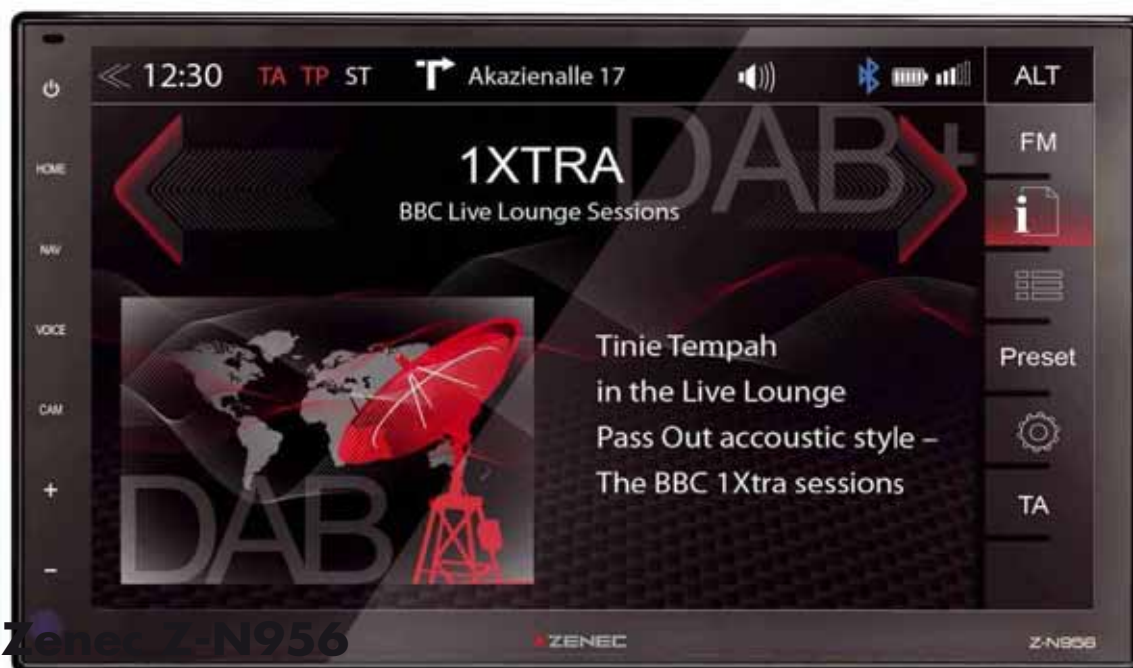 12:30 TA TP ST Akazienalle 17 ALT
HOME
NAV
VOICE
CAM
+
−
DAB+
1XTRA
BBC Live Lounge Sessions
DAB
Tinie Tempah
in the Live Lounge
Pass Out accoustic style –
The BBC 1Xtra sessions
FM
i
Preset
TA
Zenec Z-N956
ZENEC
Z-N956